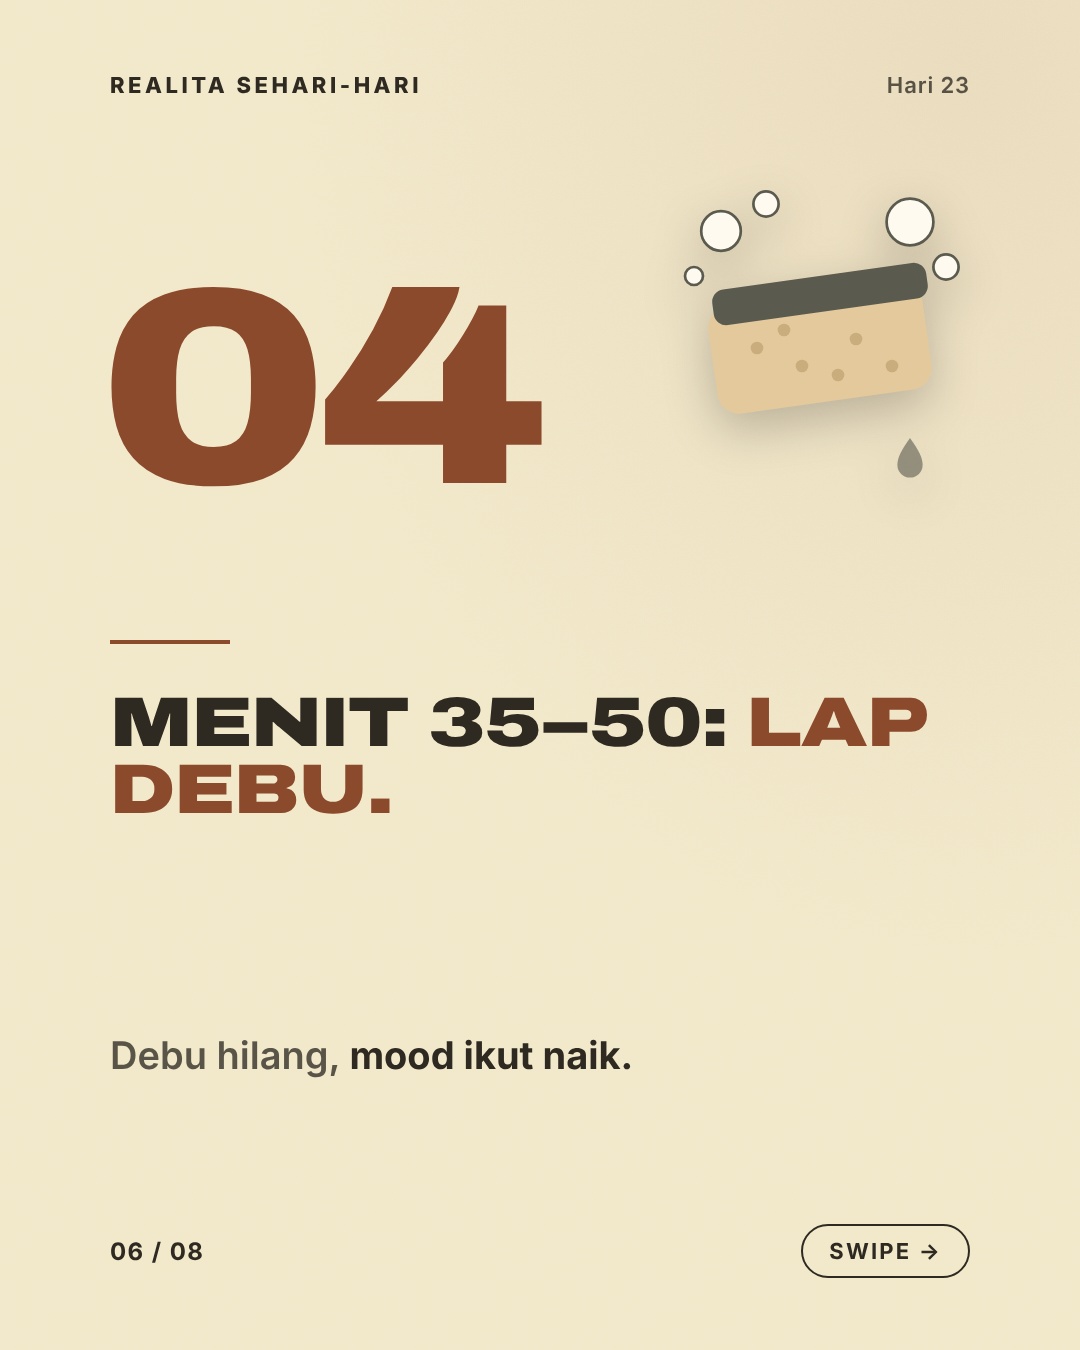 REALITA SEHARI-HARI
Hari 23
04
MENIT 35–50: LAP
DEBU.
Debu hilang, mood ikut naik.
06 / 08
SWIPE →